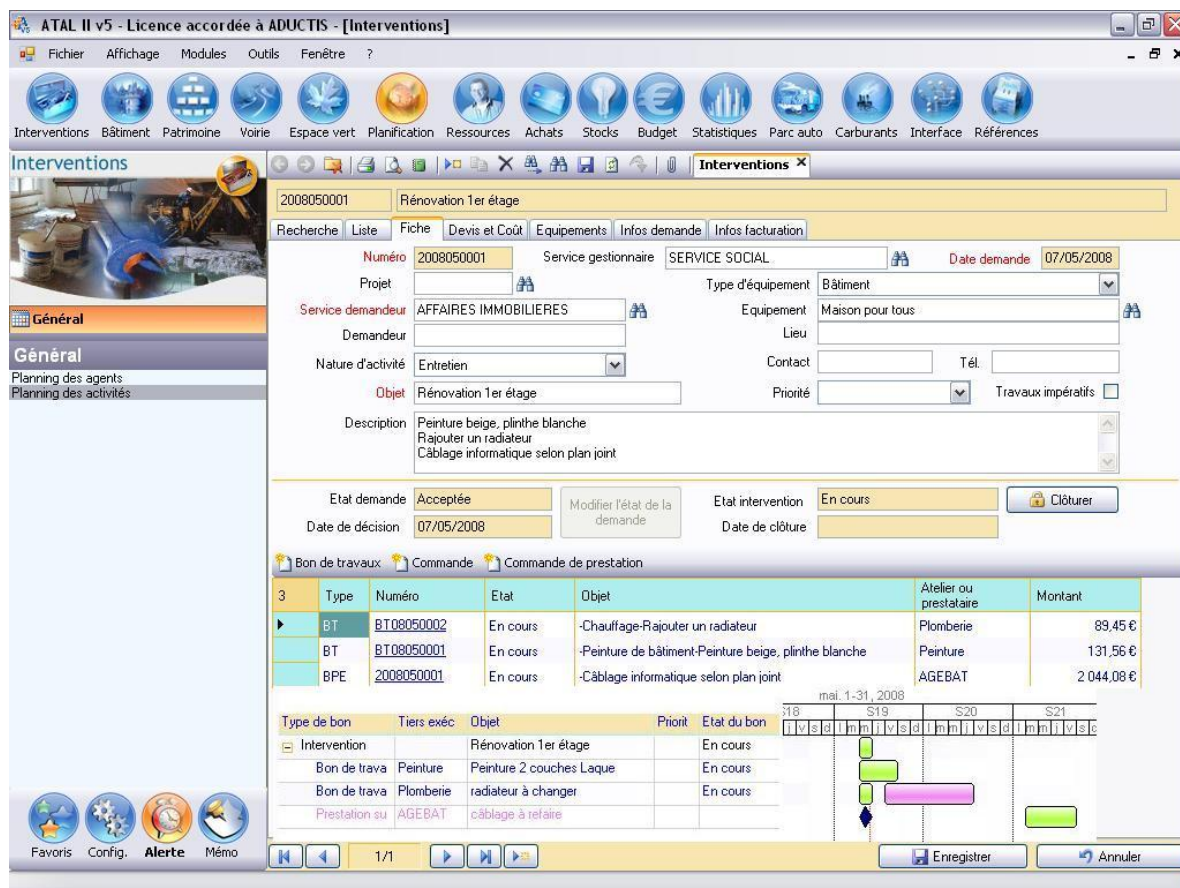 ATAL II v5 - Licence accordée à ADUCTIS - [Interventions]
Fichier Affichage Modules Outils Fenêtre ?
Interventions Bâtiment Patrimoine Voirie Espace vert Planification Ressources Achats Stocks Budget Statistiques Parc auto Carburants Interface Références
Interventions
Interventions
2008050001 Rénovation 1er étage
Recherche Liste Fiche Devis et Coût Equipements Infos demande Infos facturation
Numéro 2008050001 Service gestionnaire SERVICE SOCIAL Date demande 07/05/2008
Projet Type d'équipement Bâtiment
Service demandeur AFFAIRES IMMOBILIERES Equipement Maison pour tous
Demandeur Lieu
Nature d'activité Entretien Contact Tél.
Objet Rénovation 1er étage Priorité Travaux impératifs
Description Peinture beige, plinthe blanche
Rajouter un radiateur
Câblage informatique selon plan joint
Général
Général
Planning des agents
Planning des activités
Etat demande Acceptée Modifier l'état de la demande Etat intervention En cours Clôturer
Date de décision 07/05/2008 Date de clôture
Bon de travaux Commande Commande de prestation
3 Type Numéro Etat Objet Atelier ou prestataire Montant
BT BT08050002 En cours -Chauffage-Rajouter un radiateur Plomberie 89,45 €
BT BT08050001 En cours -Peinture de bâtiment-Peinture beige, plinthe blanche Peinture 131,56 €
BPE 2008050001 En cours -Câblage informatique selon plan joint AGEBAT 2 044,08 €
mai. 1-31, 2008
S18 S19 S20 S21
Type de bon Tiers exéc Objet Priorit Etat du bon j v s d l m m j v s d l m m j v s d l m m j v s d
Intervention Rénovation 1er étage En cours
Bon de trava Peinture Peinture 2 couches Laque En cours
Bon de trava Plomberie radiateur à changer En cours
Prestation su AGEBAT câblage à refaire
Favoris Config. Alerte Mémo
1/1 Enregistrer Annuler